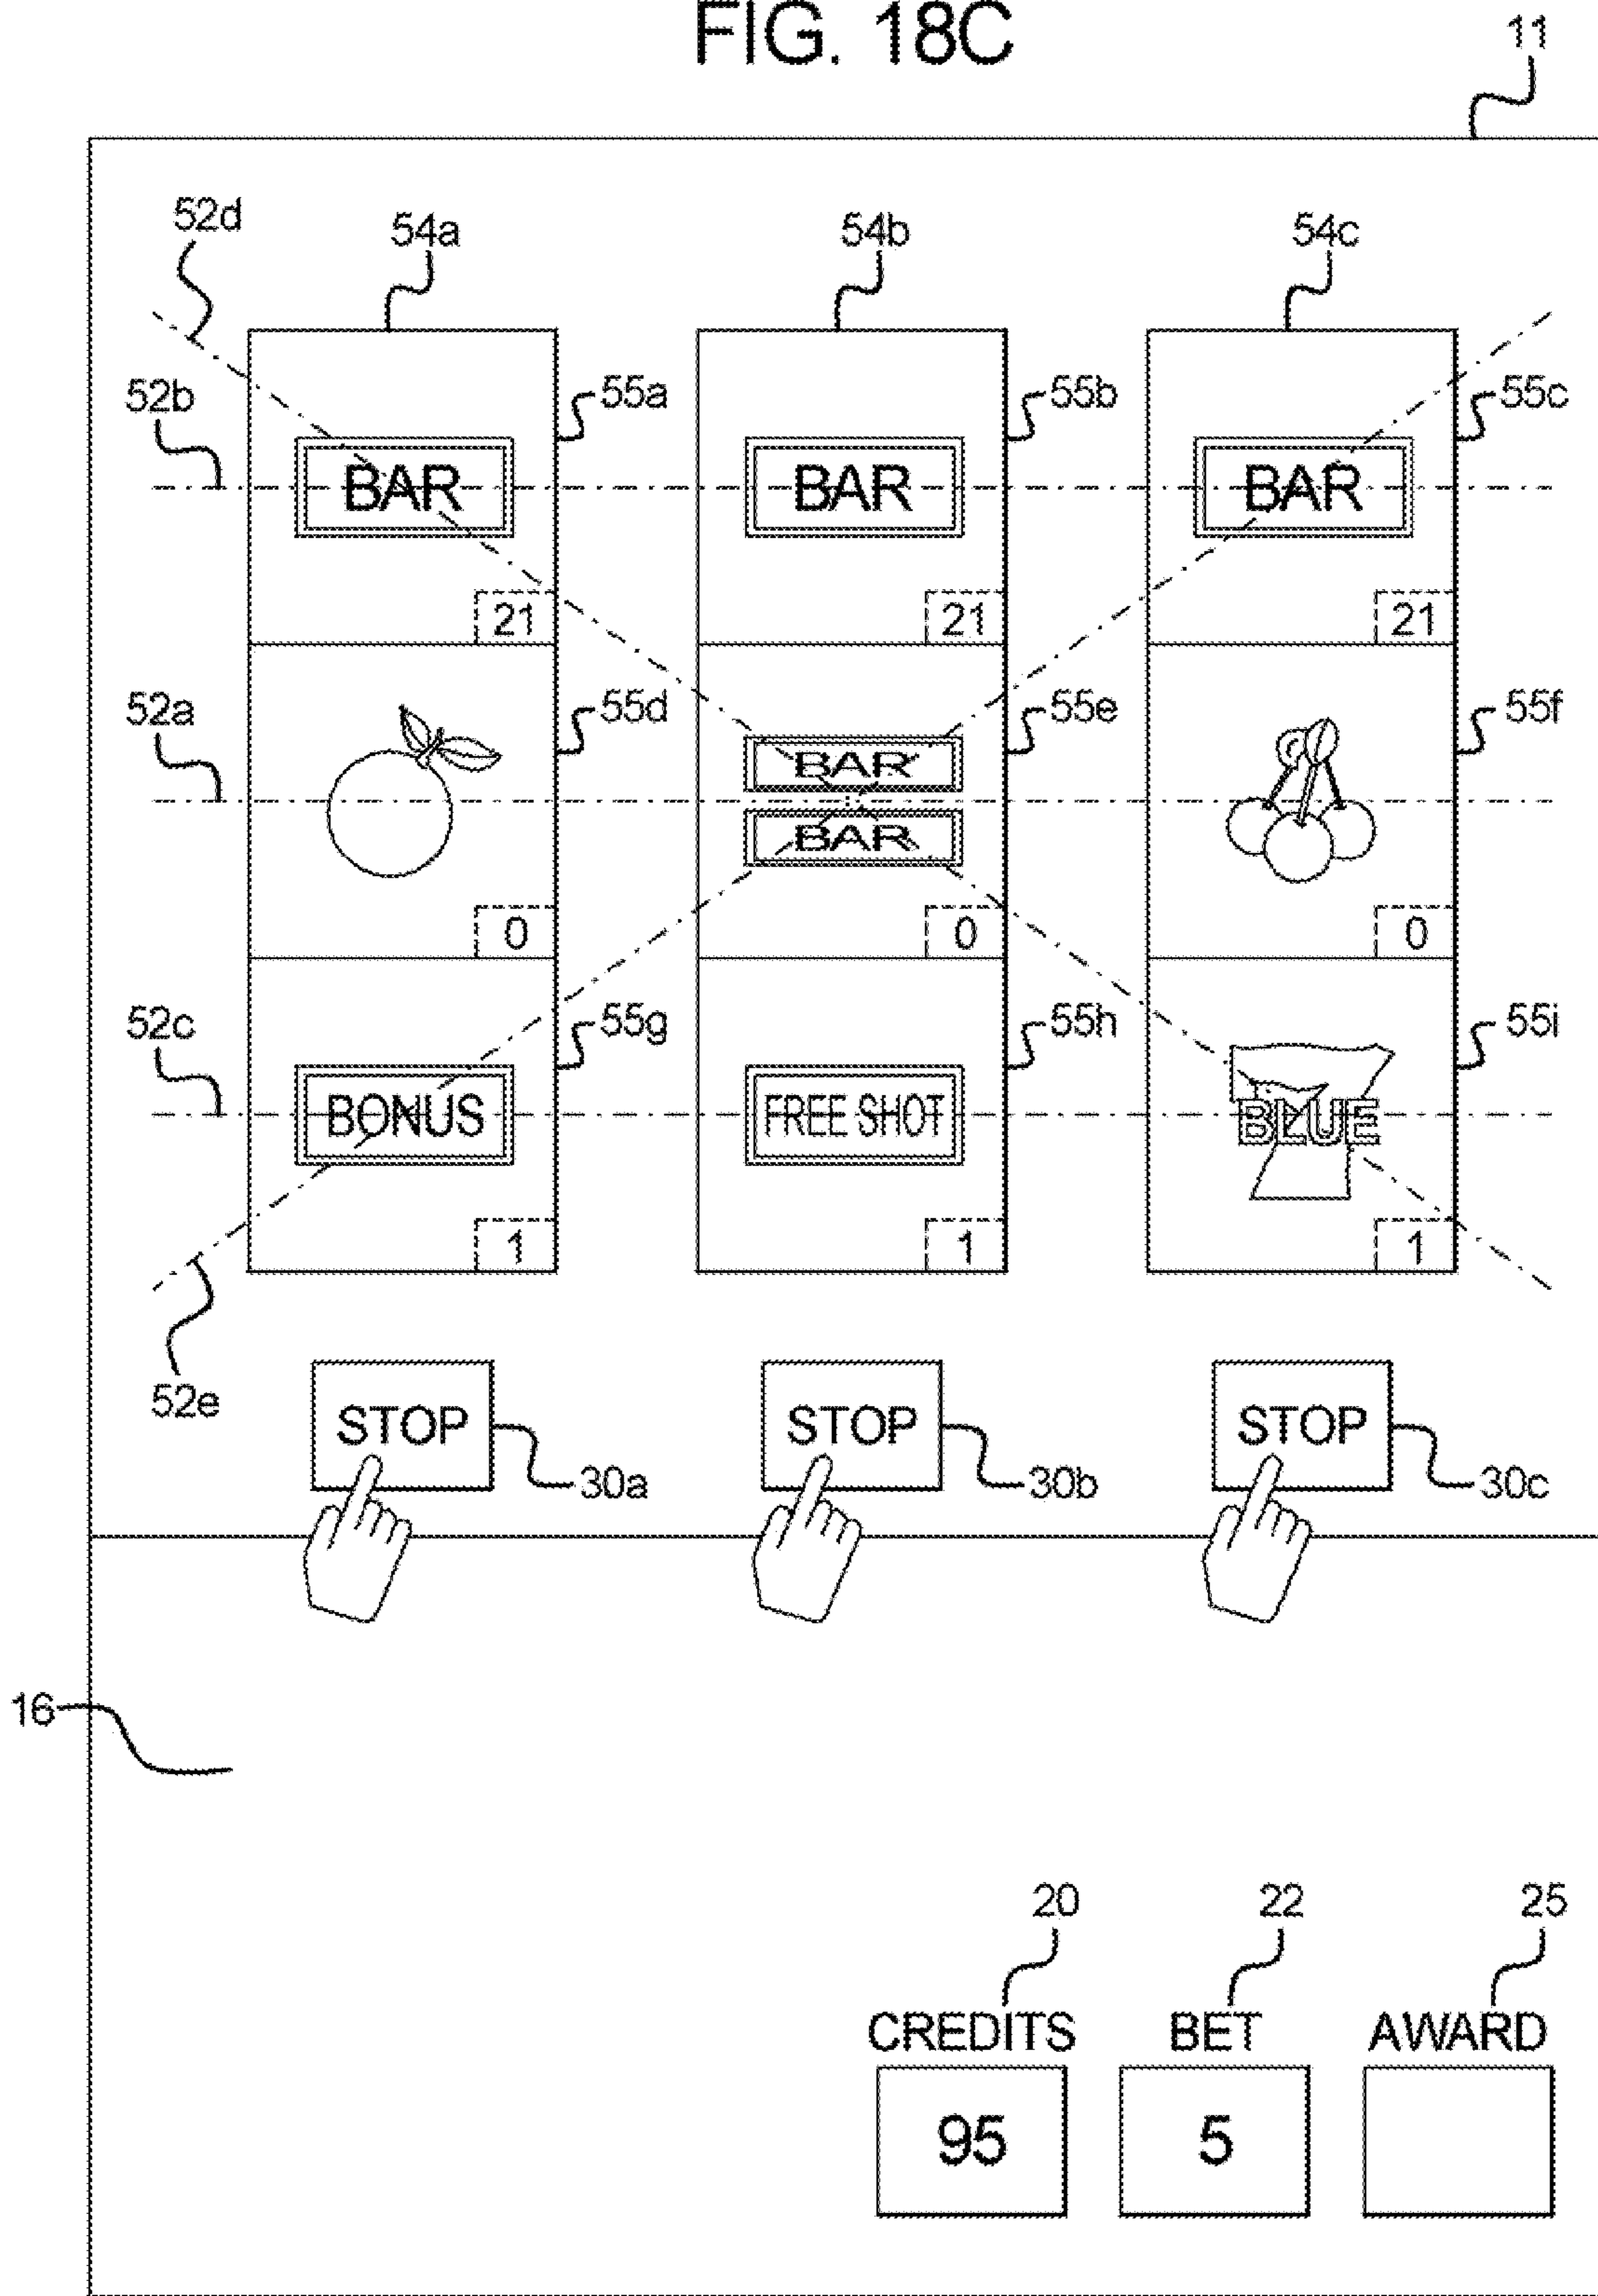 FIG. 18C
11
52d 54a 54b 54c
52b 55a 55b 55c
BAR BAR BAR
21 21 21
52a 55d 55e 55f
BAR
BAR
0 0 0
52c 55g 55h 55i
BONUS FREE SHOT BLUE
1 1 1
52e
STOP STOP STOP
30a 30b 30c
16
20 22 25
CREDITS BET AWARD
95 5